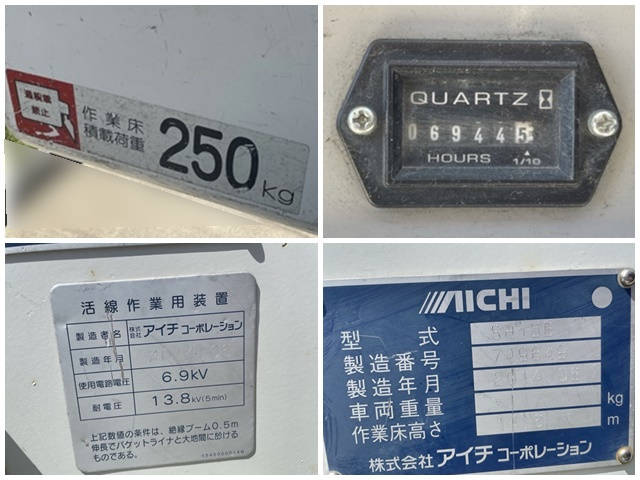 過積載
禁止
作業床
積載荷重
250kg
QUARTZ
069445
HOURS 1/10
活線作業用装置
製造者名 株式会社 アイチコーポレーション
製造年月
使用電路電圧 6.9kV
耐電圧 13.8kV(5min)
上記数値の条件は、絶縁ブーム0.5m
伸長でバケットライナと大地間に於ける
ものである。
AICHI
型式
製造番号
製造年月
車両重量 kg
作業床高さ m
株式会社 アイチコーポレーション